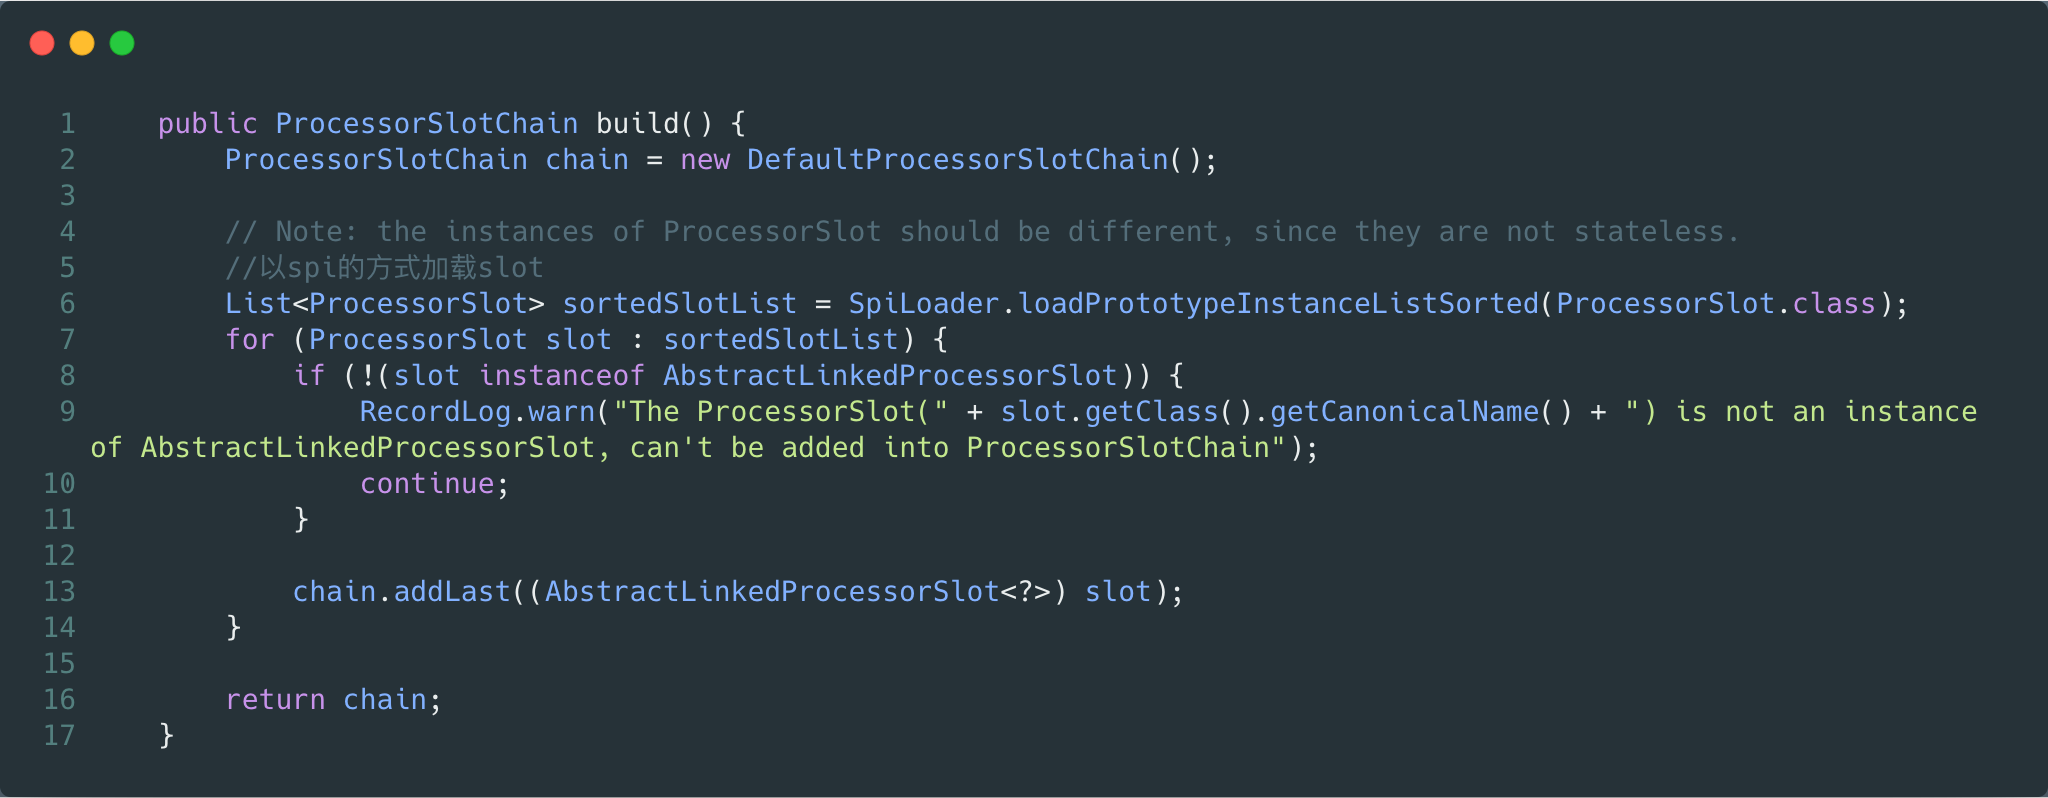 1 public ProcessorSlotChain build() {
2 ProcessorSlotChain chain = new DefaultProcessorSlotChain();
3
4 // Note: the instances of ProcessorSlot should be different, since they are not stateless.
5 //以spi的方式加载slot
6 List<ProcessorSlot> sortedSlotList = SpiLoader.loadPrototypeInstanceListSorted(ProcessorSlot.class);
7 for (ProcessorSlot slot : sortedSlotList) {
8 if (!(slot instanceof AbstractLinkedProcessorSlot)) {
9 RecordLog.warn("The ProcessorSlot(" + slot.getClass().getCanonicalName() + ") is not an instance
of AbstractLinkedProcessorSlot, can't be added into ProcessorSlotChain");
10 continue;
11 }
12
13 chain.addLast((AbstractLinkedProcessorSlot<?>) slot);
14 }
15
16 return chain;
17 }